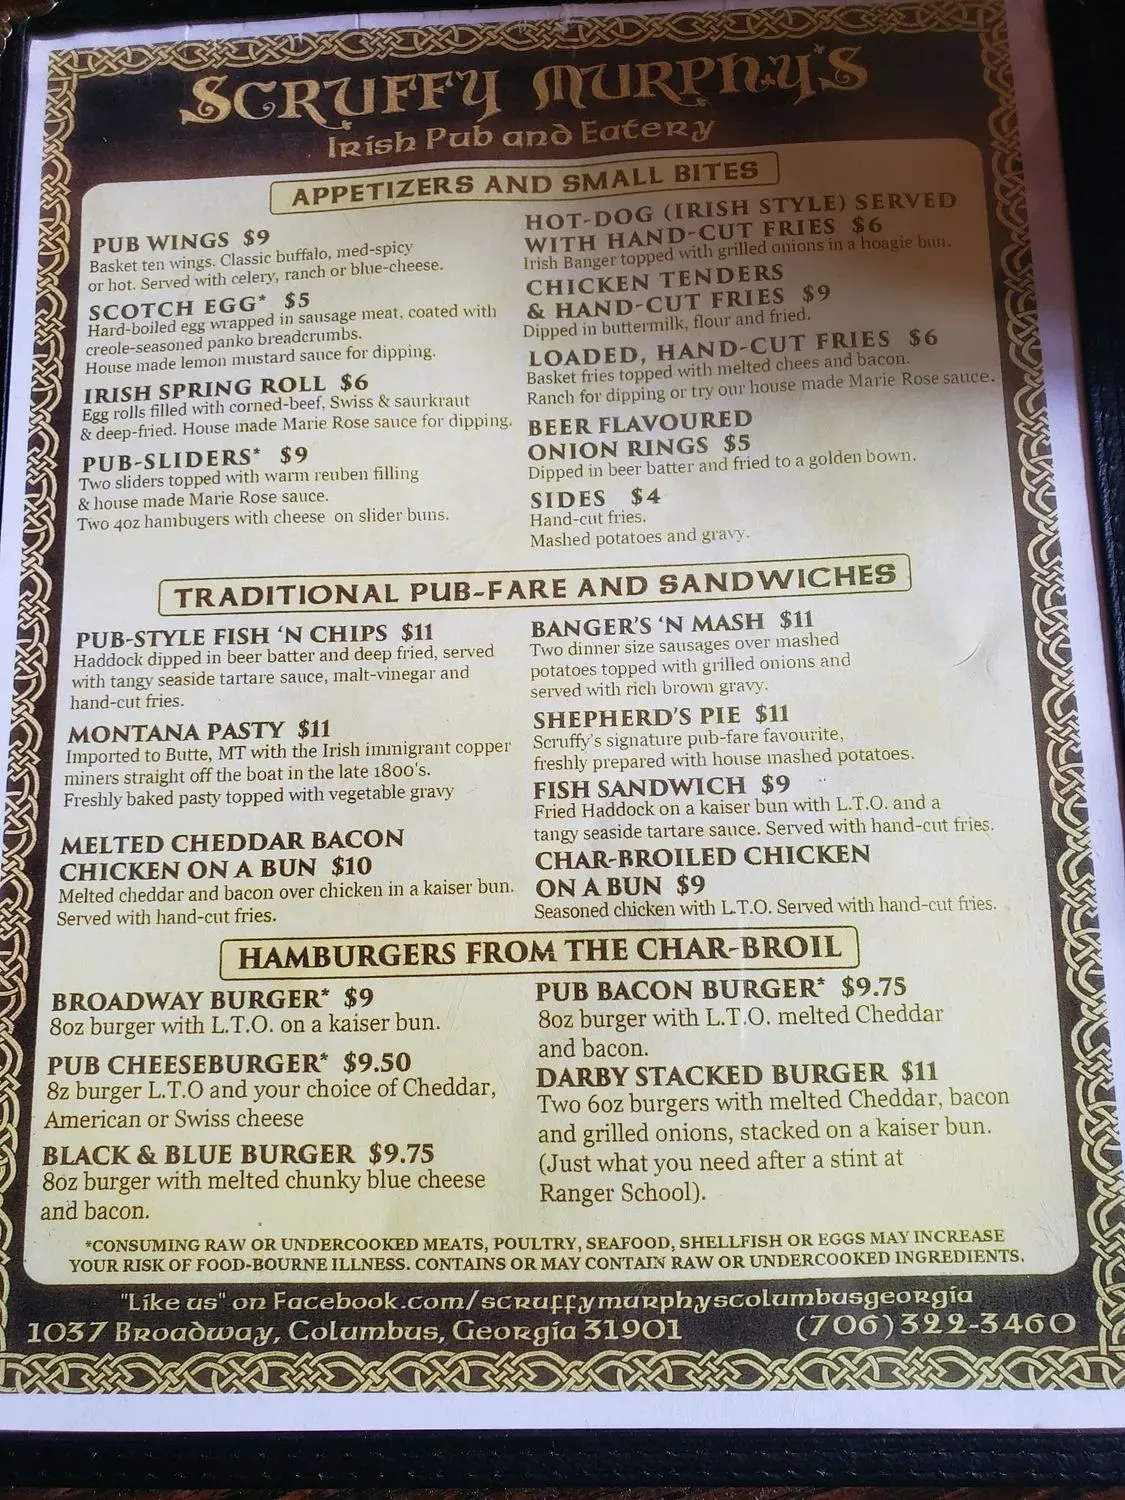 SCRUFFY MURPHY'S
Irish Pub and Eatery
APPETIZERS AND SMALL BITES
PUB WINGS $9
Basket ten wings. Classic buffalo, med-spicy
or hot. Served with celery, ranch or blue-cheese.
SCOTCH EGG* $5
Hard-boiled egg wrapped in sausage meat, coated with
creole-seasoned panko breadcrumbs.
House made lemon mustard sauce for dipping.
IRISH SPRING ROLL $6
Egg rolls filled with corned-beef, Swiss & saurkraut
& deep-fried. House made Marie Rose sauce for dipping.
PUB-SLIDERS* $9
Two sliders topped with warm reuben filling
& house made Marie Rose sauce.
Two 4oz hambugers with cheese on slider buns.
HOT-DOG (IRISH STYLE) SERVED
WITH HAND-CUT FRIES $6
Irish Banger topped with grilled onions in a hoagie bun.
CHICKEN TENDERS
& HAND-CUT FRIES $9
Dipped in buttermilk, flour and fried.
LOADED, HAND-CUT FRIES $6
Basket fries topped with melted chees and bacon.
Ranch for dipping or try our house made Marie Rose sauce.
BEER FLAVOURED
ONION RINGS $5
Dipped in beer batter and fried to a golden bown.
SIDES $4
Hand-cut fries.
Mashed potatoes and gravy.
TRADITIONAL PUB-FARE AND SANDWICHES
PUB-STYLE FISH 'N CHIPS $11
Haddock dipped in beer batter and deep fried, served
with tangy seaside tartare sauce, malt-vinegar and
hand-cut fries.
MONTANA PASTY $11
Imported to Butte, MT with the Irish immigrant copper
miners straight off the boat in the late 1800's.
Freshly baked pasty topped with vegetable gravy
MELTED CHEDDAR BACON
CHICKEN ON A BUN $10
Melted cheddar and bacon over chicken in a kaiser bun.
Served with hand-cut fries.
BANGER'S 'N MASH $11
Two dinner size sausages over mashed
potatoes topped with grilled onions and
served with rich brown gravy.
SHEPHERD'S PIE $11
Scruffy's signature pub-fare favourite,
freshly prepared with house mashed potatoes.
FISH SANDWICH $9
Fried Haddock on a kaiser bun with L.T.O. and a
tangy seaside tartare sauce. Served with hand-cut fries.
CHAR-BROILED CHICKEN
ON A BUN $9
Seasoned chicken with L.T.O. Served with hand-cut fries.
HAMBURGERS FROM THE CHAR-BROIL
BROADWAY BURGER* $9
8oz burger with L.T.O. on a kaiser bun.
PUB CHEESEBURGER* $9.50
8z burger L.T.O and your choice of Cheddar,
American or Swiss cheese
BLACK & BLUE BURGER $9.75
8oz burger with melted chunky blue cheese
and bacon.
PUB BACON BURGER* $9.75
8oz burger with L.T.O. melted Cheddar
and bacon.
DARBY STACKED BURGER $11
Two 6oz burgers with melted Cheddar, bacon
and grilled onions, stacked on a kaiser bun.
(Just what you need after a stint at
Ranger School).
*CONSUMING RAW OR UNDERCOOKED MEATS, POULTRY, SEAFOOD, SHELLFISH OR EGGS MAY INCREASE
YOUR RISK OF FOOD-BOURNE ILLNESS. CONTAINS OR MAY CONTAIN RAW OR UNDERCOOKED INGREDIENTS.
"Like us" on Facebook.com/scruffymurphyscolumbusgeorgia
1037 Broadway, Columbus, Georgia 31901 (706)322-3460